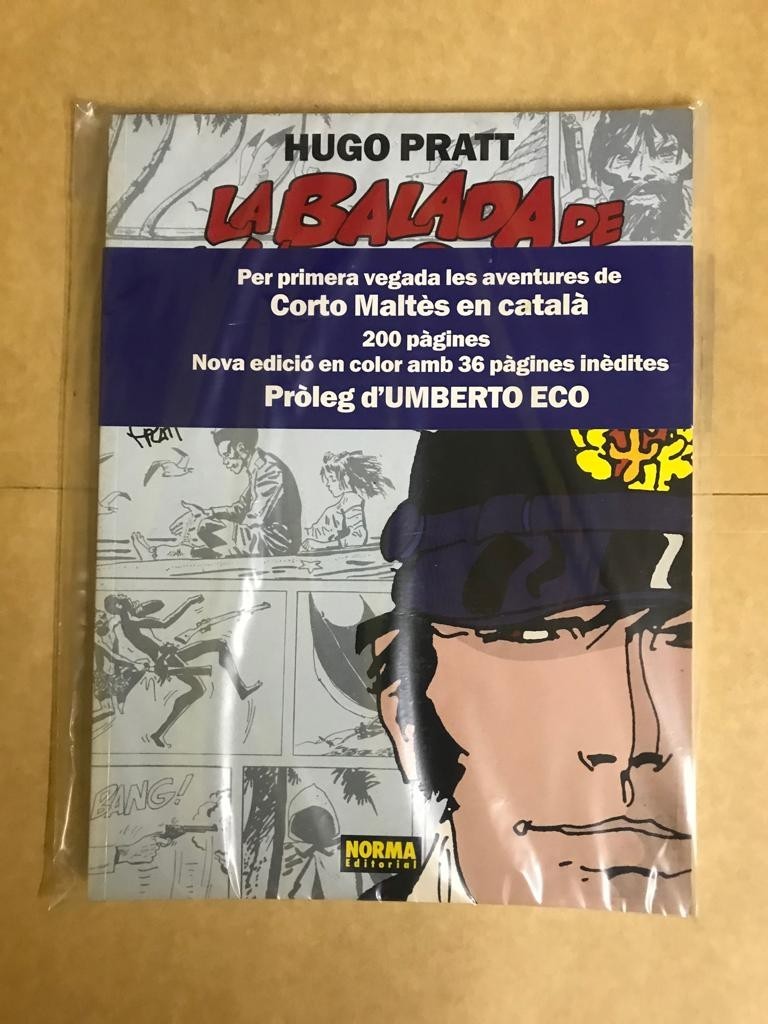 HUGO PRATT
LA BALADA DE
Per primera vegada les aventures de
Corto Maltès en català
200 pàgines
Nova edició en color amb 36 pàgines inèdites
Pròleg d'UMBERTO ECO
PRATT
BANG!
NORMA
Editorial